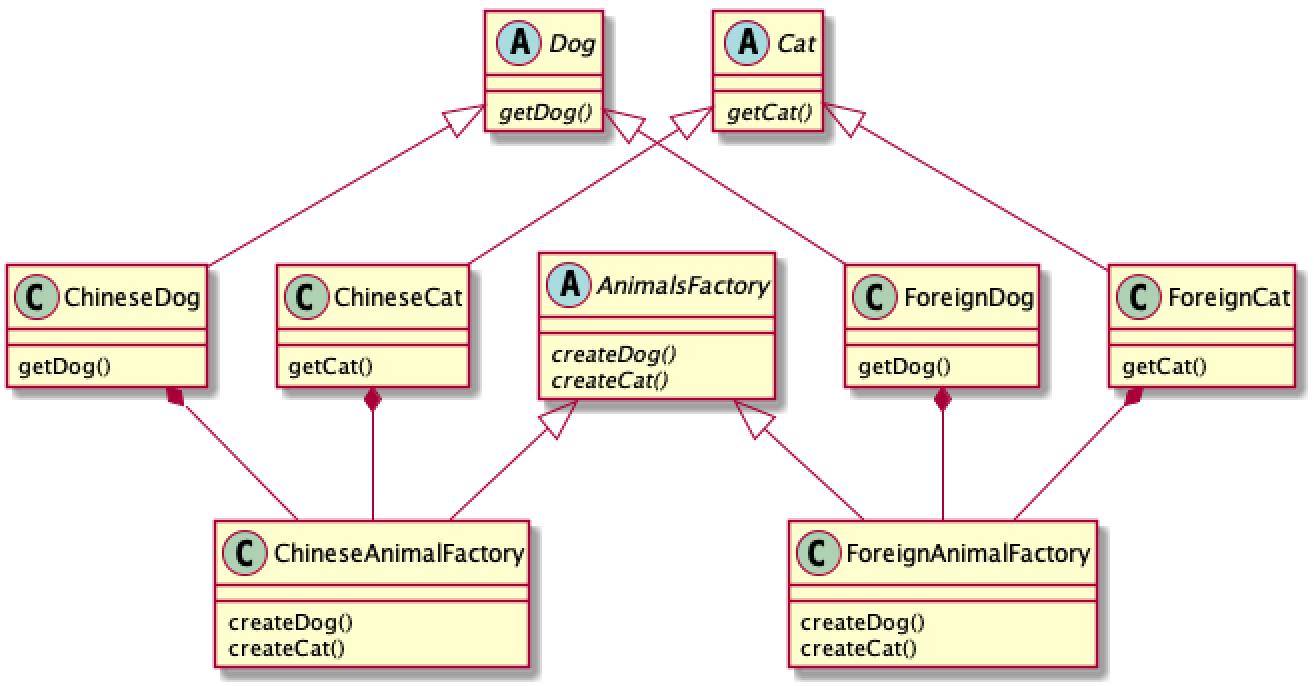 A Dog
getDog()
A Cat
getCat()
C ChineseDog
getDog()
C ChineseCat
getCat()
A AnimalsFactory
createDog()
createCat()
C ForeignDog
getDog()
C ForeignCat
getCat()
C ChineseAnimalFactory
createDog()
createCat()
C ForeignAnimalFactory
createDog()
createCat()